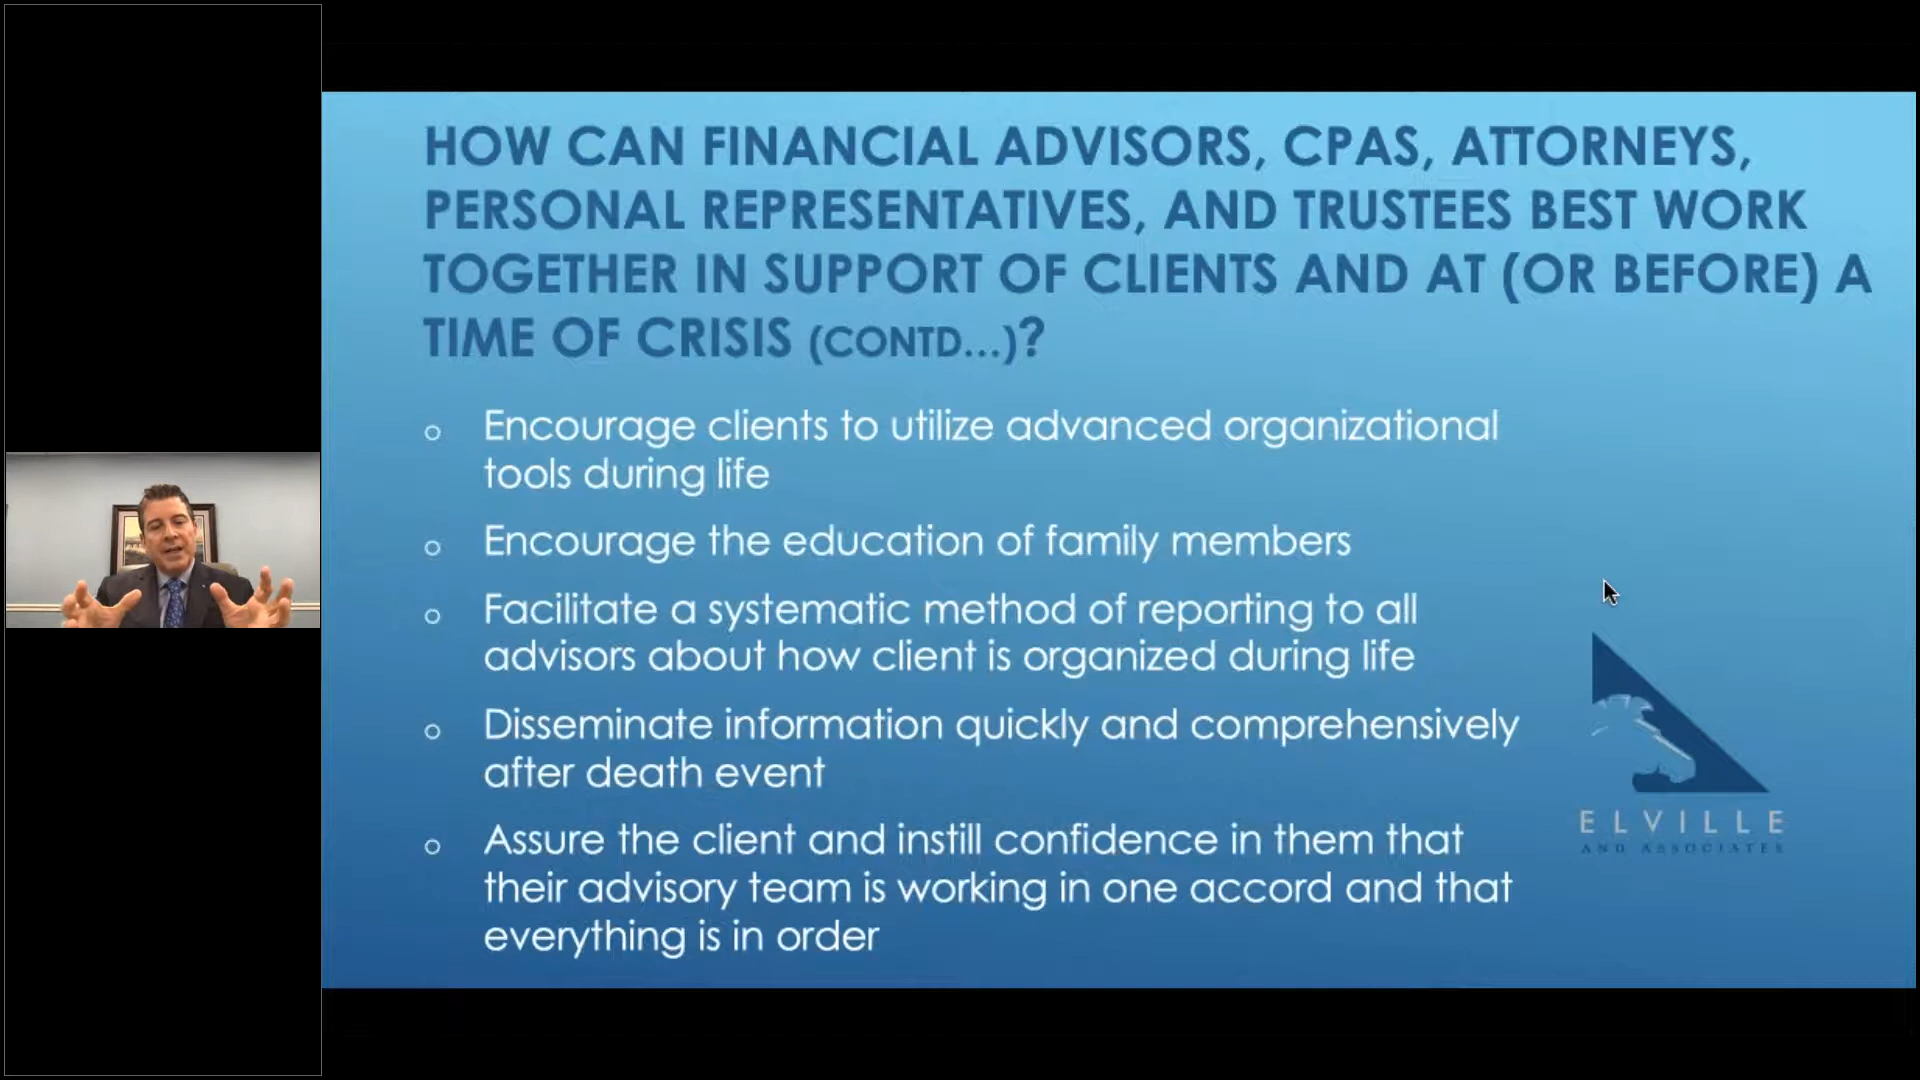 HOW CAN FINANCIAL ADVISORS, CPAS, ATTORNEYS,
PERSONAL REPRESENTATIVES, AND TRUSTEES BEST WORK
TOGETHER IN SUPPORT OF CLIENTS AND AT (OR BEFORE) A
TIME OF CRISIS (CONTD...)?
Encourage clients to utilize advanced organizational
tools during life
Encourage the education of family members
Facilitate a systematic method of reporting to all
advisors about how client is organized during life
Disseminate information quickly and comprehensively
after death event
Assure the client and instill confidence in them that
their advisory team is working in one accord and that
everything is in order
ELVILLE
AND ASSOCIATES